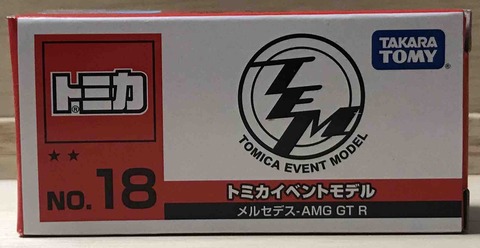 TAKARA
TOMY
トミカ
®
★★
TEM
TOMICA EVENT MODEL
NO.18
トミカイベントモデル
メルセデス-AMG GT R